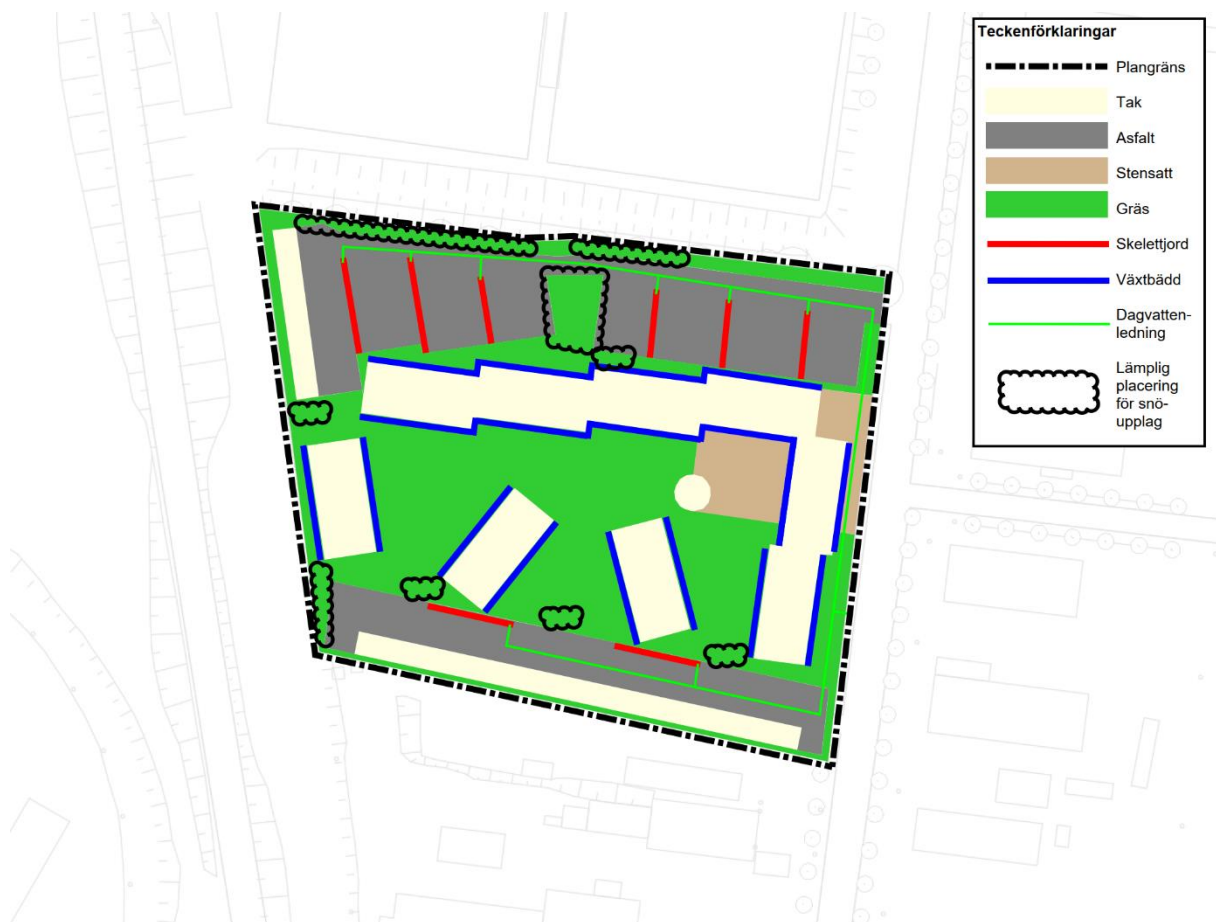 Teckenförklaringar
Plangräns
Tak
Asfalt
Stensatt
Gräs
Skelettjord
Växtbädd
Dagvatten-
ledning
Lämplig
placering
för snö-
upplag